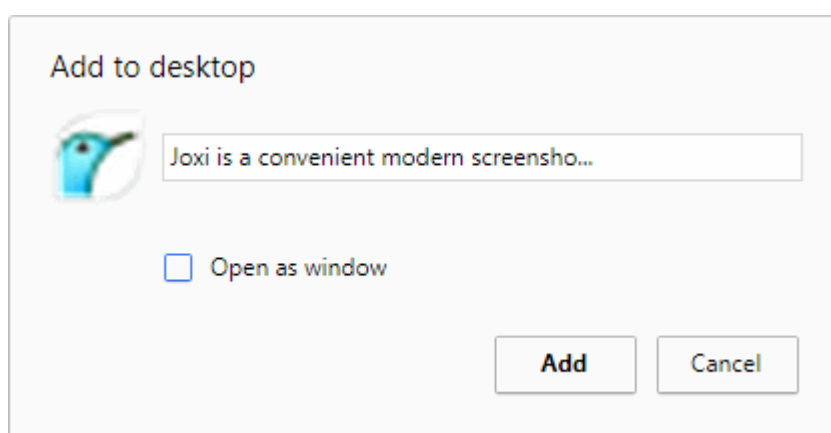 Add to desktop
Joxi is a convenient modern screensho...
Open as window
Add
Cancel